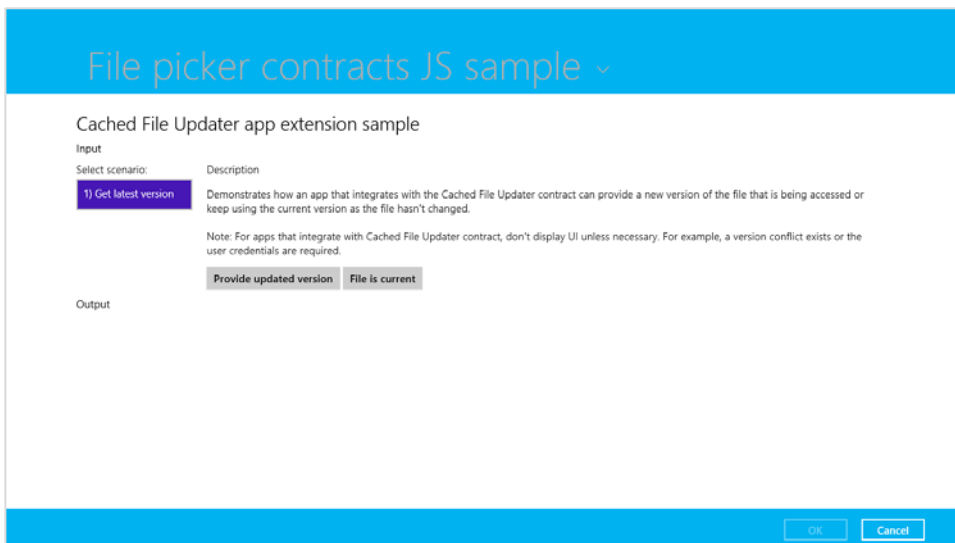 File picker contracts JS sample
Cached File Updater app extension sample
Input
Select scenario:
Description
1) Get latest version
Demonstrates how an app that integrates with the Cached File Updater contract can provide a new version of the file that is being accessed or
keep using the current version as the file hasn't changed.
Note: For apps that integrate with Cached File Updater contract, don't display UI unless necessary. For example, a version conflict exists or the
user credentials are required.
Provide updated version
File is current
Output
OK
Cancel